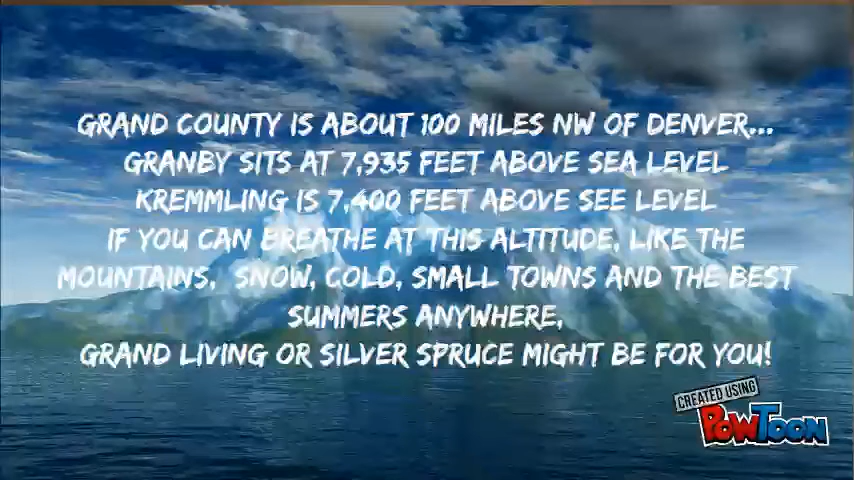 GRAND COUNTY IS ABOUT 100 MILES NW OF DENVER...
GRANBY SITS AT 7,935 FEET ABOVE SEA LEVEL
KREMMLING IS 7,400 FEET ABOVE SEE LEVEL
IF YOU CAN BREATHE AT THIS ALTITUDE, LIKE THE
MOUNTAINS, SNOW, COLD, SMALL TOWNS AND THE BEST
SUMMERS ANYWHERE,
GRAND LIVING OR SILVER SPRUCE MIGHT BE FOR YOU!
CREATED USING
POWTOON